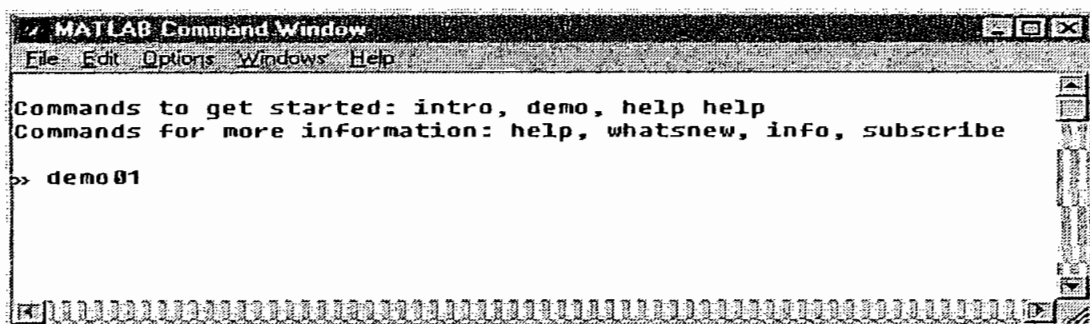 MATLAB Command Window
File Edit Options Windows Help
Commands to get started: intro, demo, help help
Commands for more information: help, whatsnew, info, subscribe
» demo01